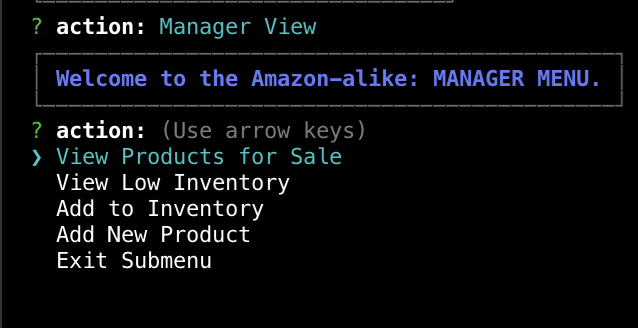 ? action: Manager View
Welcome to the Amazon-alike: MANAGER MENU.
? action: (Use arrow keys)
❯ View Products for Sale
View Low Inventory
Add to Inventory
Add New Product
Exit Submenu